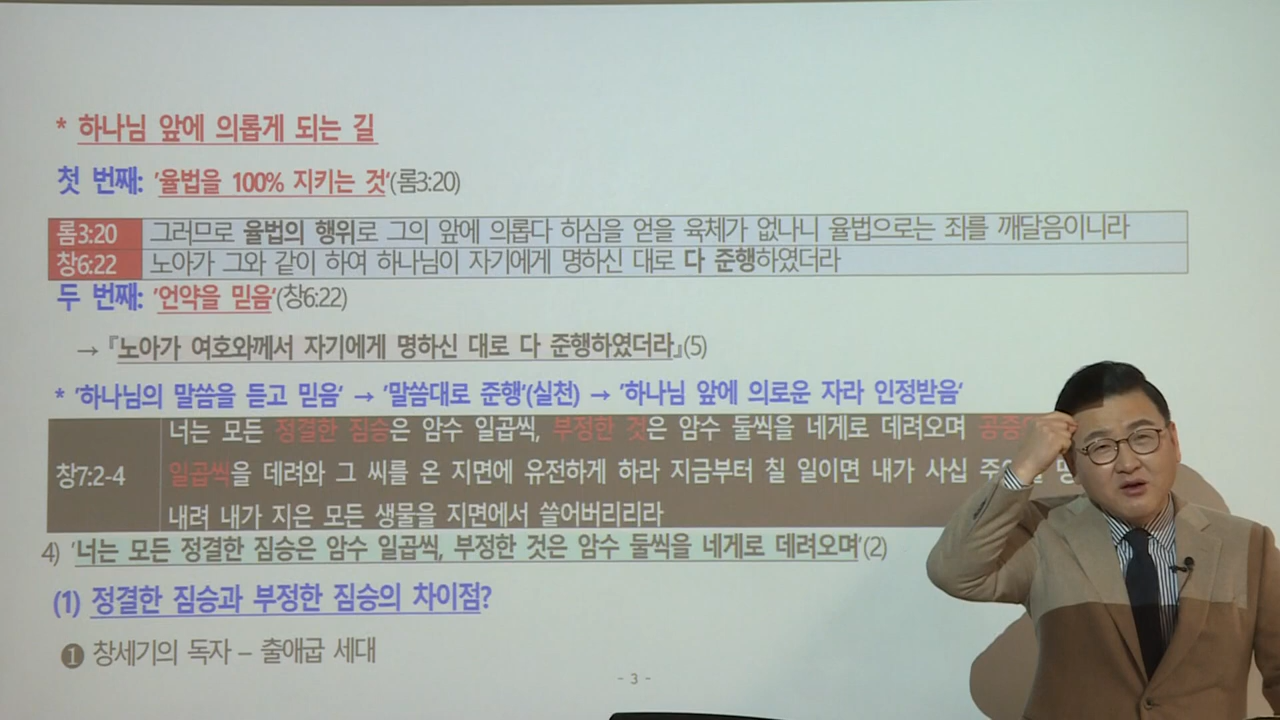 * 하나님 앞에 의롭게 되는 길
첫 번째: '율법을 100% 지키는 것'(롬3:20)
롬3:20 그러므로 율법의 행위로 그의 앞에 의롭다 하심을 얻을 육체가 없나니 율법으로는 죄를 깨달음이니라
창6:22 노아가 그와 같이 하여 하나님이 자기에게 명하신 대로 다 준행하였더라
두 번째: '언약을 믿음'(창6:22)
→ 『노아가 여호와께서 자기에게 명하신 대로 다 준행하였더라』(5)
* '하나님의 말씀을 듣고 믿음' → '말씀대로 준행'(실천) → '하나님 앞에 의로운 자라 인정받음'
너는 모든 정결한 짐승은 암수 일곱씩, 부정한 것은 암수 둘씩을 네게로 데려오며
창7:2-4 일곱씩을 데려와 그 씨를 온 지면에 유전하게 하라 지금부터 칠 일이면 내가 사십
내려 내가 지은 모든 생물을 지면에서 쓸어버리리라
4) '너는 모든 정결한 짐승은 암수 일곱씩, 부정한 것은 암수 둘씩을 네게로 데려오며'(2)
(1) 정결한 짐승과 부정한 짐승의 차이점?
❶ 창세기의 독자 – 출애굽 세대
- 3 -